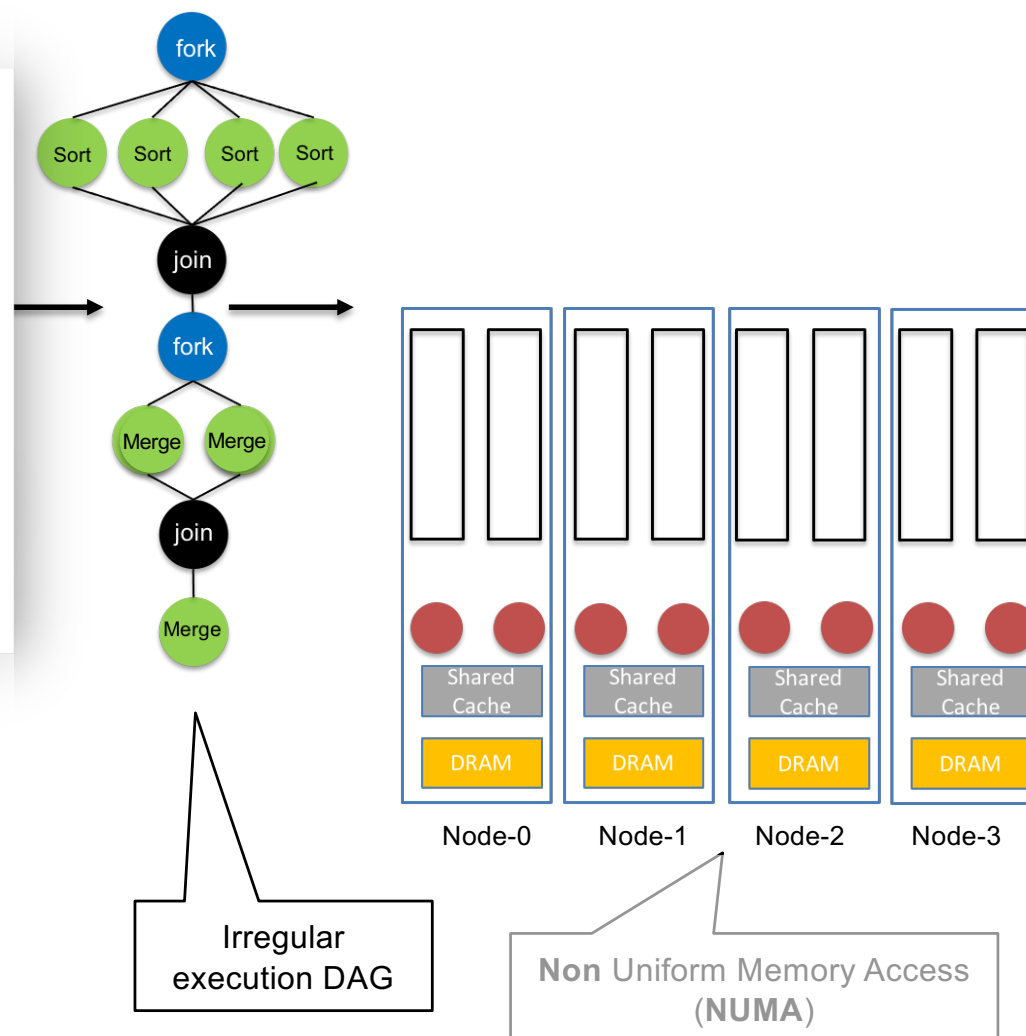 fork
Sort Sort Sort Sort
join
fork
Merge Merge
join
Merge
Shared
Cache
Shared
Cache
Shared
Cache
Shared
Cache
DRAM DRAM DRAM DRAM
Node-0 Node-1 Node-2 Node-3
Irregular
execution DAG
Non Uniform Memory Access
(NUMA)